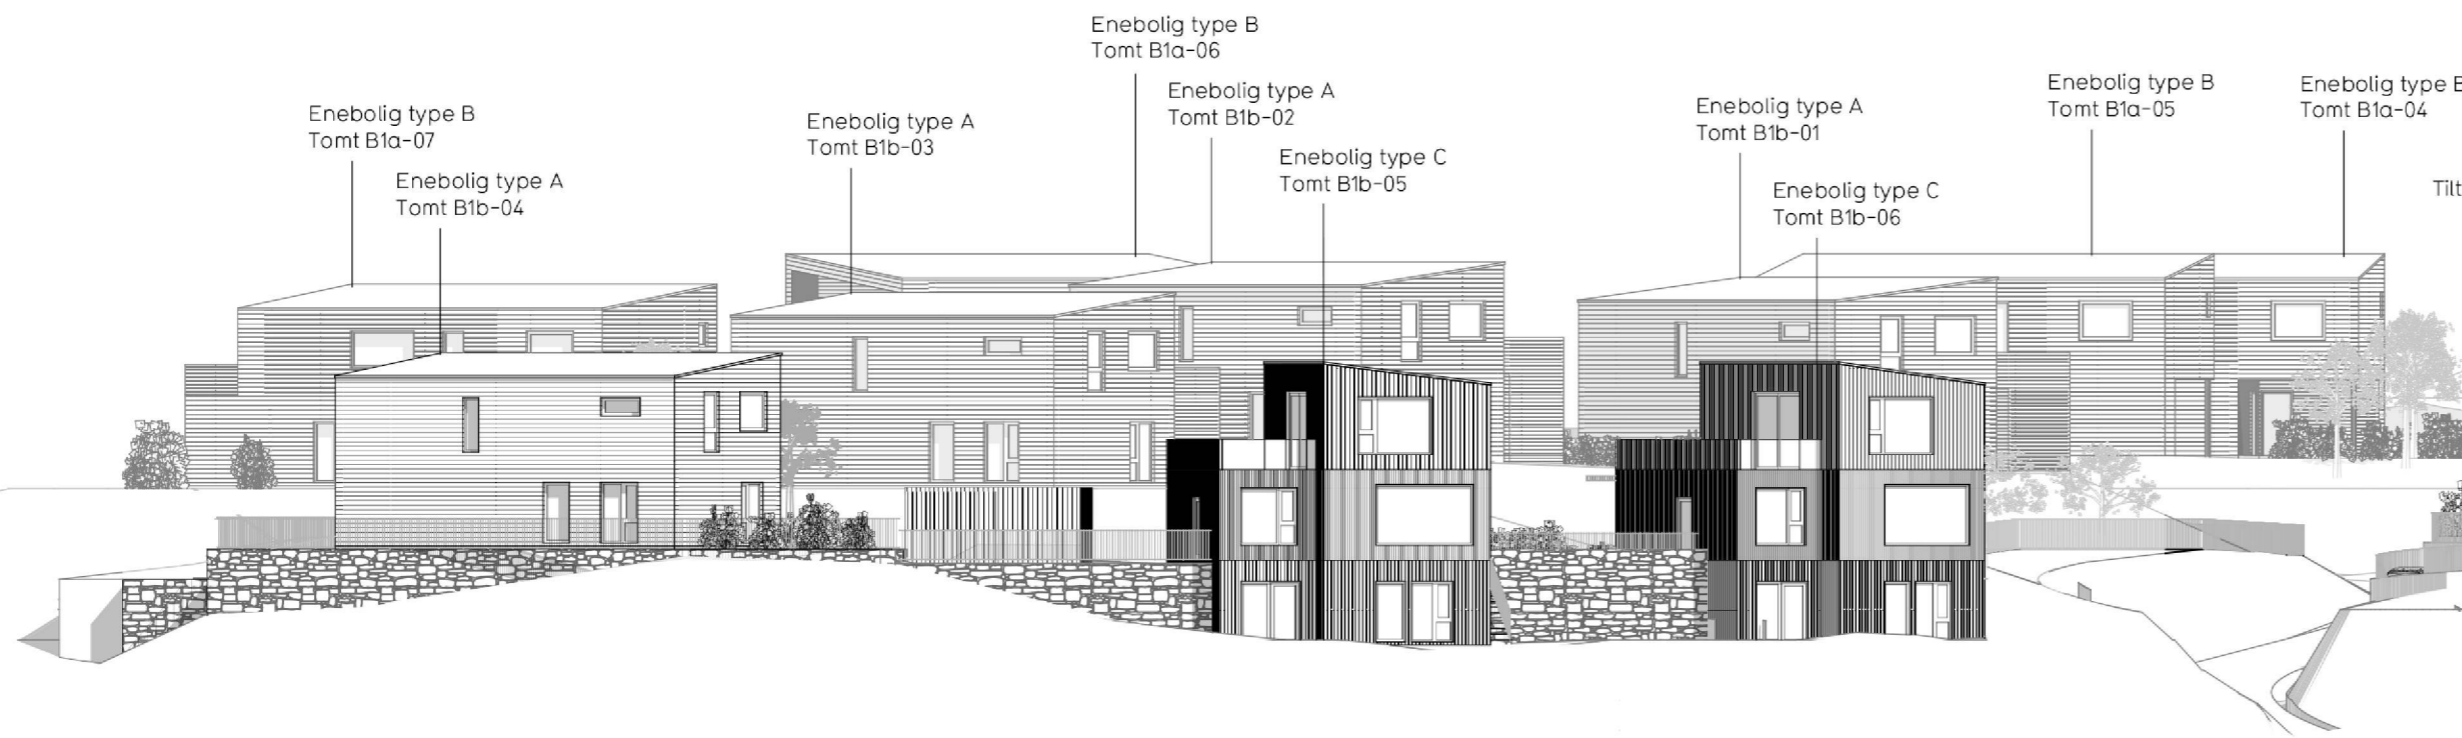 Enebolig type B
Tomt B1a-07
Enebolig type A
Tomt B1b-04
Enebolig type A
Tomt B1b-03
Enebolig type B
Tomt B1a-06
Enebolig type A
Tomt B1b-02
Enebolig type C
Tomt B1b-05
Enebolig type A
Tomt B1b-01
Enebolig type C
Tomt B1b-06
Enebolig type B
Tomt B1a-05
Enebolig type B
Tomt B1a-04
Tilt